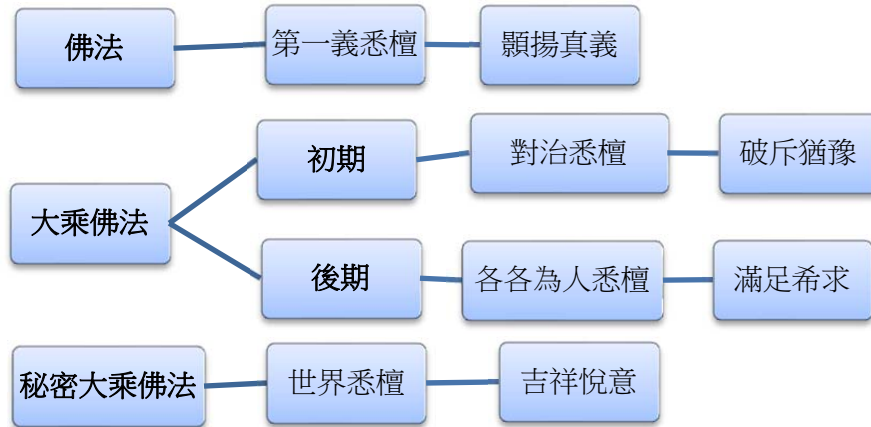 佛法
第一義悉檀
顯揚真義
初期
對治悉檀
破斥猶豫
大乘佛法
後期
各各為人悉檀
滿足希求
秘密大乘佛法
世界悉檀
吉祥悅意